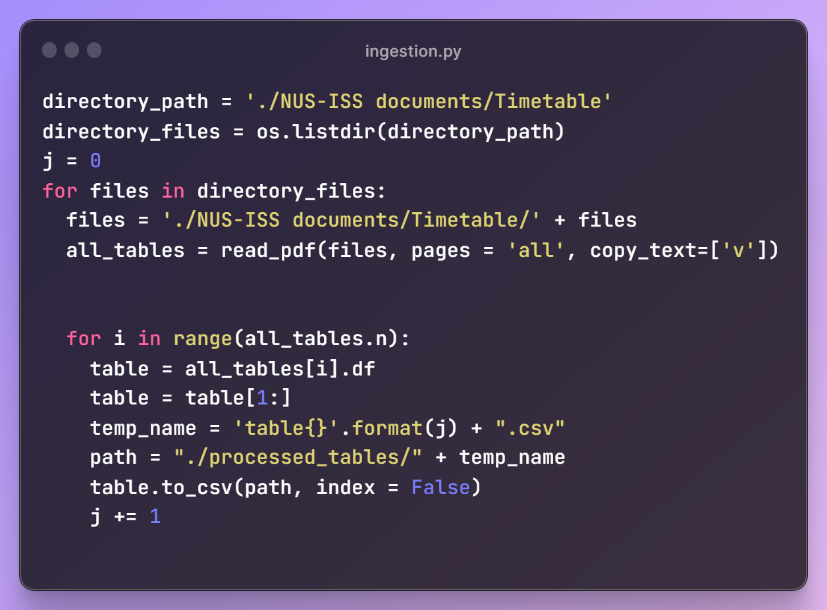 ingestion.py
directory_path = './NUS-ISS documents/Timetable'
directory_files = os.listdir(directory_path)
j = 0
for files in directory_files:
  files = './NUS-ISS documents/Timetable/' + files
  all_tables = read_pdf(files, pages = 'all', copy_text=['v'])
  for i in range(all_tables.n):
    table = all_tables[i].df
    table = table[1:]
    temp_name = 'table{}'.format(j) + ".csv"
    path = "./processed_tables/" + temp_name
    table.to_csv(path, index = False)
    j += 1